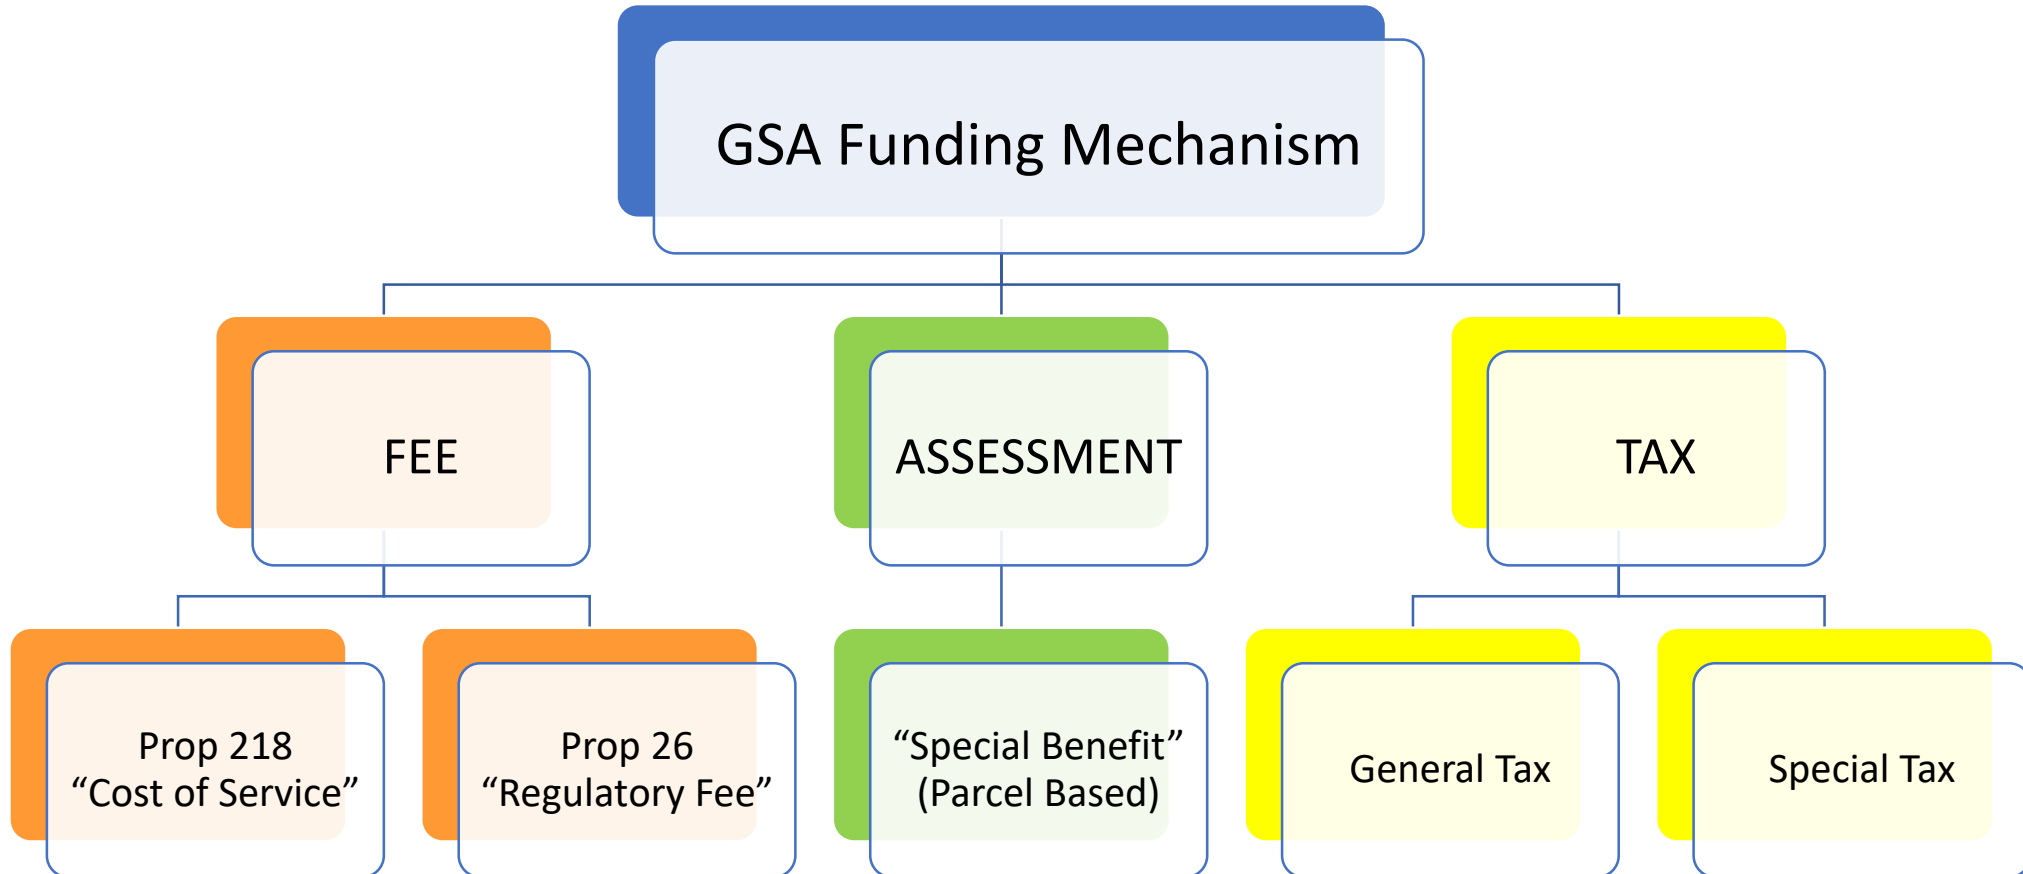 GSA Funding Mechanism
FEE
ASSESSMENT
TAX
Prop 218
“Cost of Service”
Prop 26
“Regulatory Fee”
“Special Benefit”
(Parcel Based)
General Tax
Special Tax